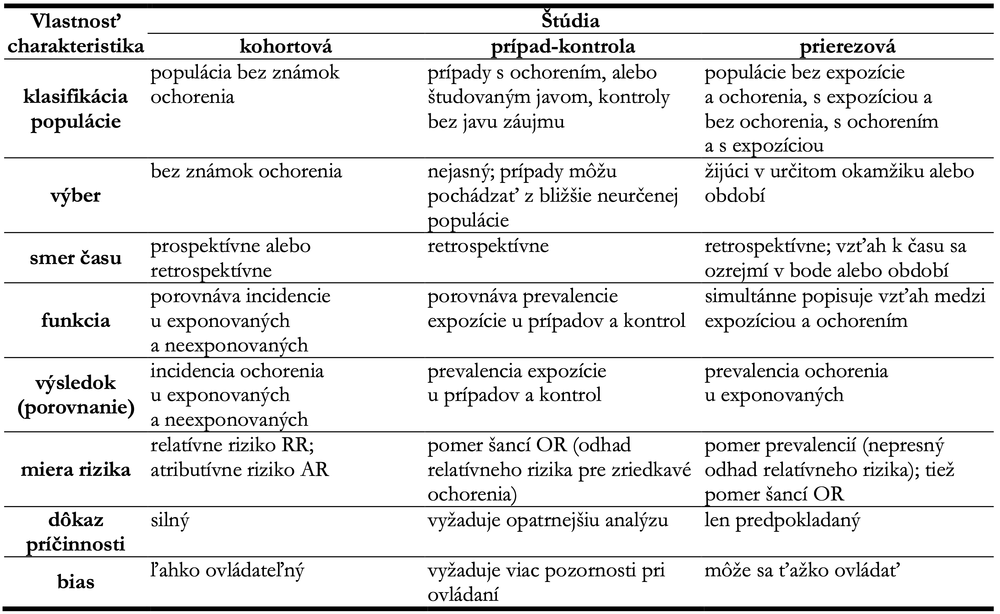 Vlastnosť
charakteristika
Štúdia
kohortová
prípad-kontrola
prierezová
klasifikácia
populácie
populácia bez známok
ochorenia
prípady s ochorením, alebo
študovaným javom, kontroly
bez javu záujmu
populácie bez expozície
a ochorenia, s expozíciou a
bez ochorenia, s ochorením
a s expozíciou
výber
bez známok ochorenia
nejasný; prípady môžu
pochádzať z bližšie neurčenej
populácie
žijúci v určitom okamžiku alebo
období
smer času
prospektívne alebo
retrospektívne
retrospektívne
retrospektívne; vzťah k času sa
ozrejmí v bode alebo období
funkcia
porovnáva incidencie
u exponovaných
a neexponovaných
porovnáva prevalencie
expozície u prípadov a kontrol
simultánne popisuje vzťah medzi
expozíciou a ochorením
výsledok
(porovnanie)
incidencia ochorenia
u exponovaných
a neexponovaných
prevalencia expozície
u prípadov a kontrol
prevalencia ochorenia
u exponovaných
miera rizika
relatívne riziko RR;
atributívne riziko AR
pomer šancí OR (odhad
relatívneho rizika pre zriedkavé
ochorenia)
pomer prevalencií (nepresný
odhad relatívneho rizika); tiež
pomer šancí OR
dôkaz
príčinnosti
silný
vyžaduje opatrnejšiu analýzu
len predpokladaný
bias
ľahko ovládateľný
vyžaduje viac pozornosti pri
ovládaní
môže sa ťažko ovládať